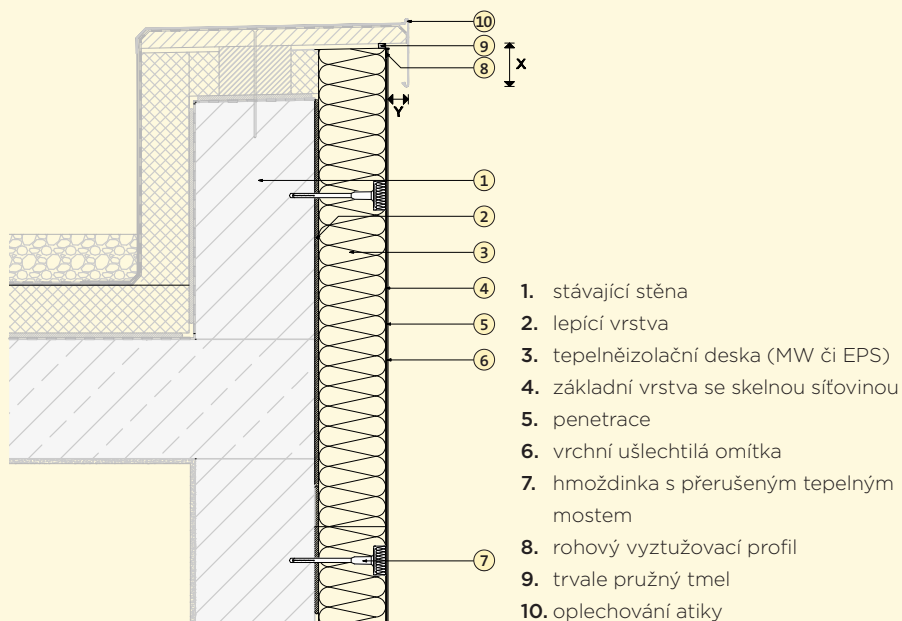 10
9
8
X
Y
1
2
3
4
5
6
7
1. stávající stěna
2. lepící vrstva
3. tepelněizolační deska (MW či EPS)
4. základní vrstva se skelnou síťovinou
5. penetrace
6. vrchní ušlechtilá omítka
7. hmoždinka s přerušeným tepelným
mostem
8. rohový vyztužovací profil
9. trvale pružný tmel
10. oplechování atiky